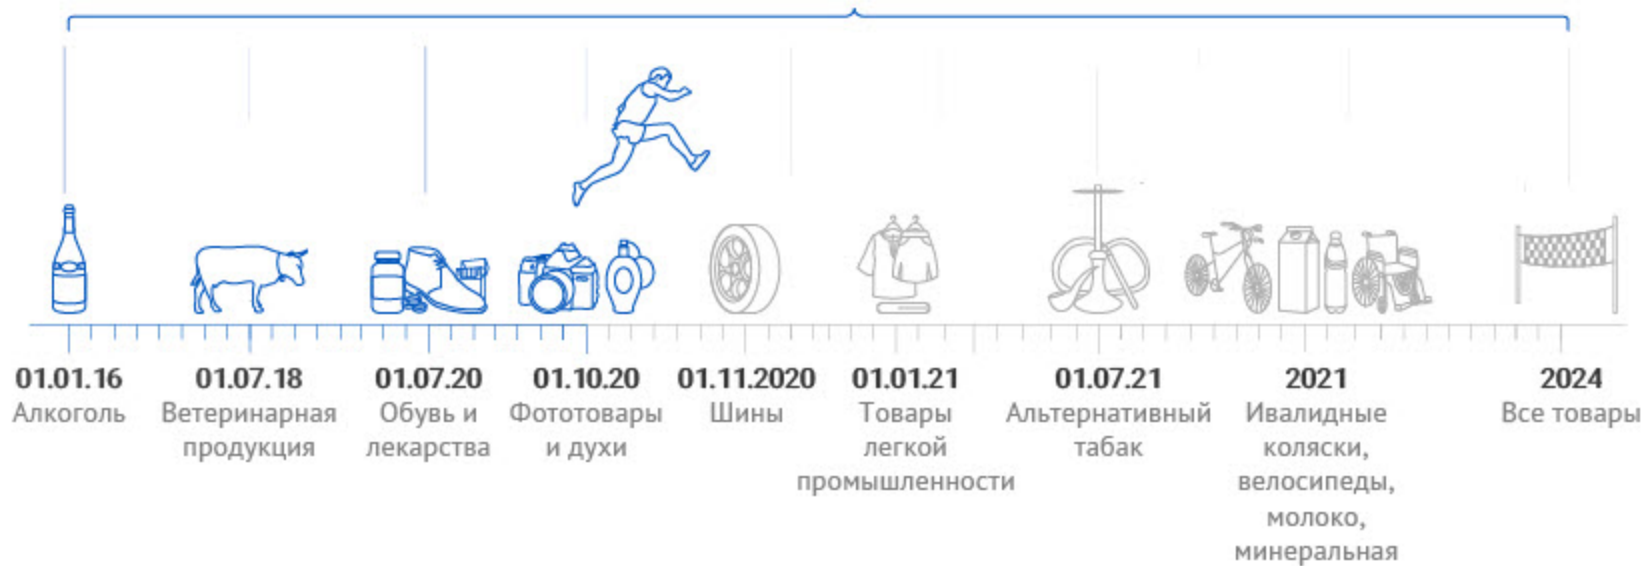 01.01.16
Алкоголь
01.07.18
Ветеринарная
продукция
01.07.20
Обувь и
лекарства
01.10.20
Фототовары
и духи
01.11.2020
Шины
01.01.21
Товары
легкой
промышленности
01.07.21
Альтернативный
табак
2021
Ивалидные
коляски,
велосипеды,
молоко,
минеральная
2024
Все товары